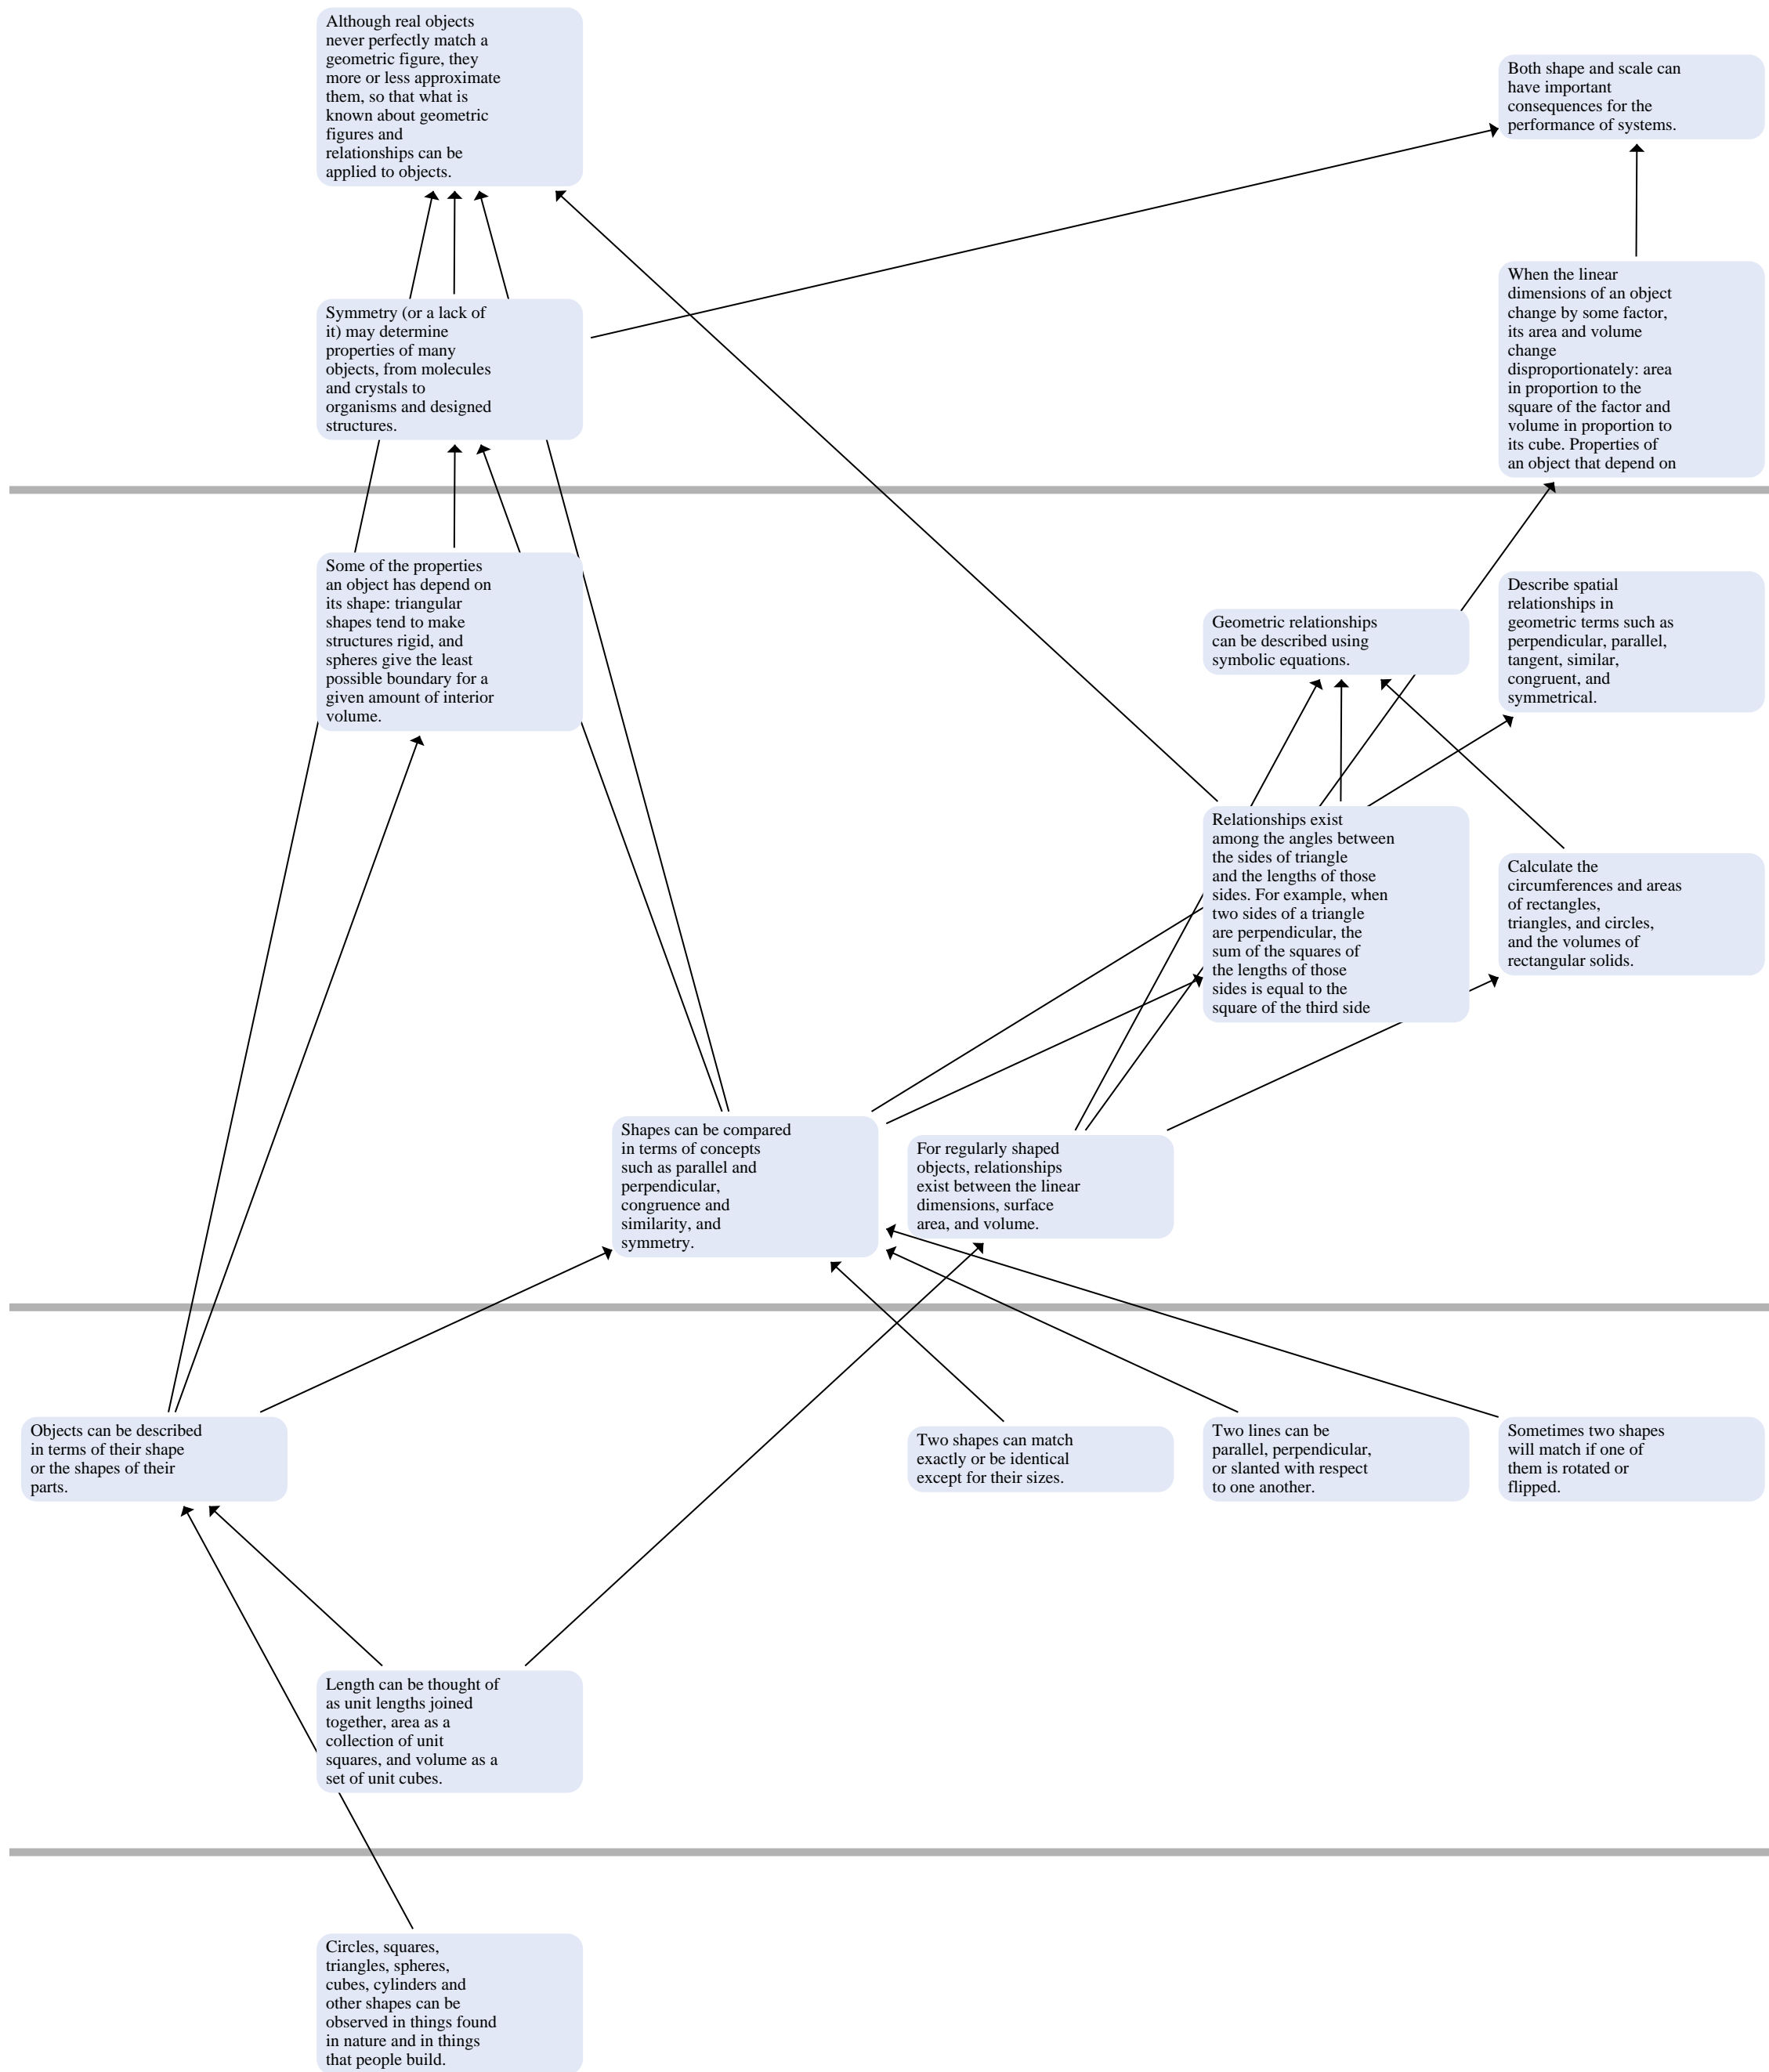 Although real objects
never perfectly match a
geometric figure, they
more or less approximate
them, so that what is
known about geometric
figures and
relationships can be
applied to objects.
Both shape and scale can
have important
consequences for the
performance of systems.
Symmetry (or a lack of
it) may determine
properties of many
objects, from molecules
and crystals to
organisms and designed
structures.
When the linear
dimensions of an object
change by some factor,
its area and volume
change
disproportionately: area
in proportion to the
square of the factor and
volume in proportion to
its cube. Properties of
an object that depend on
Some of the properties
an object has depend on
its shape: triangular
shapes tend to make
structures rigid, and
spheres give the least
possible boundary for a
given amount of interior
volume.
Geometric relationships
can be described using
symbolic equations.
Describe spatial
relationships in
geometric terms such as
perpendicular, parallel,
tangent, similar,
congruent, and
symmetrical.
Relationships exist
among the angles between
the sides of triangle
and the lengths of those
sides. For example, when
two sides of a triangle
are perpendicular, the
sum of the squares of
the lengths of those
sides is equal to the
square of the third side
Calculate the
circumferences and areas
of rectangles,
triangles, and circles,
and the volumes of
rectangular solids.
Shapes can be compared
in terms of concepts
such as parallel and
perpendicular,
congruence and
similarity, and
symmetry.
For regularly shaped
objects, relationships
exist between the linear
dimensions, surface
area, and volume.
Objects can be described
in terms of their shape
or the shapes of their
parts.
Two shapes can match
exactly or be identical
except for their sizes.
Two lines can be
parallel, perpendicular,
or slanted with respect
to one another.
Sometimes two shapes
will match if one of
them is rotated or
flipped.
Length can be thought of
as unit lengths joined
together, area as a
collection of unit
squares, and volume as a
set of unit cubes.
Circles, squares,
triangles, spheres,
cubes, cylinders and
other shapes can be
observed in things found
in nature and in things
that people build.